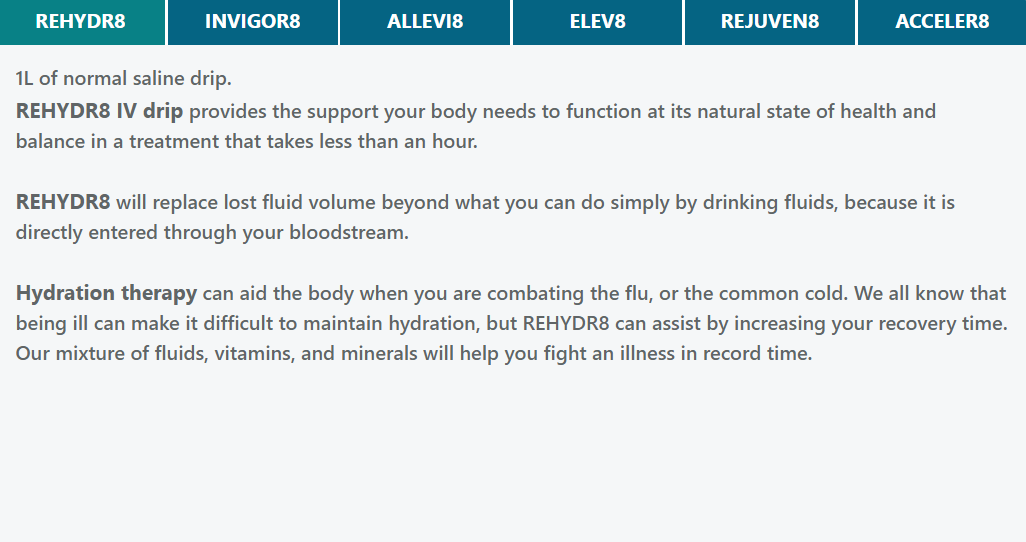 REHYDR8 INVIGOR8 ALLEVI8 ELEV8 REJUVEN8 ACCELER8
1L of normal saline drip.
REHYDR8 IV drip provides the support your body needs to function at its natural state of health and
balance in a treatment that takes less than an hour.
REHYDR8 will replace lost fluid volume beyond what you can do simply by drinking fluids, because it is
directly entered through your bloodstream.
Hydration therapy can aid the body when you are combating the flu, or the common cold. We all know that
being ill can make it difficult to maintain hydration, but REHYDR8 can assist by increasing your recovery time.
Our mixture of fluids, vitamins, and minerals will help you fight an illness in record time.